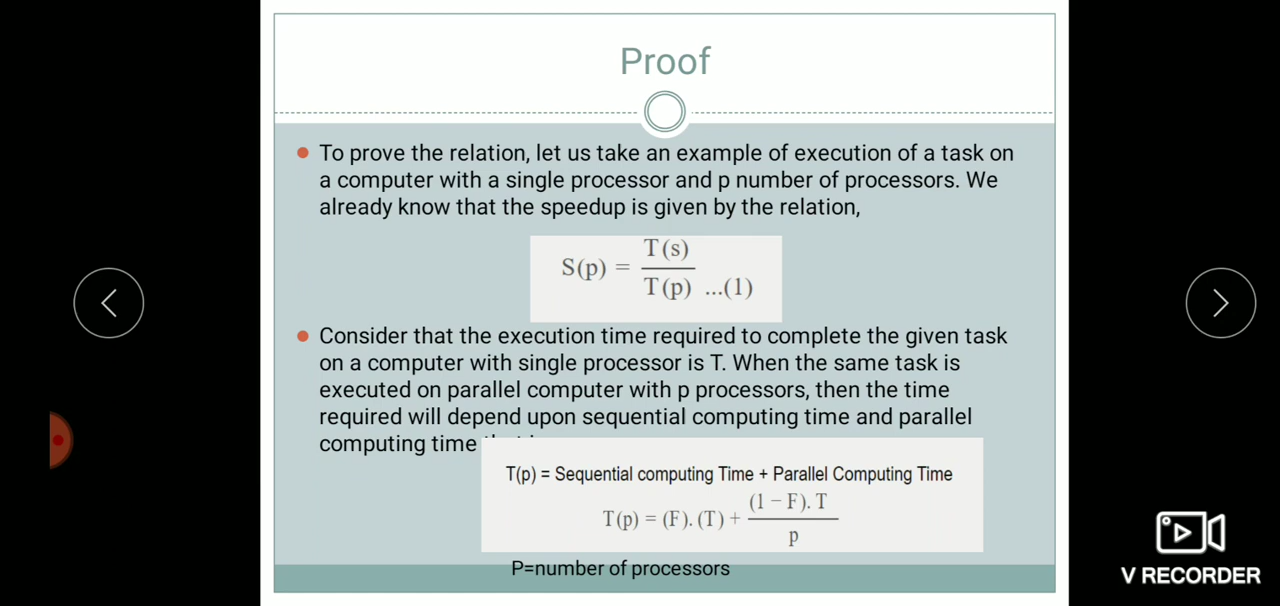 Proof
To prove the relation, let us take an example of execution of a task on
a computer with a single processor and p number of processors. We
already know that the speedup is given by the relation,
S(p) = T(s) / T(p) ...(1)
Consider that the execution time required to complete the given task
on a computer with single processor is T. When the same task is
executed on parallel computer with p processors, then the time
required will depend upon sequential computing time and parallel
computing time
T(p) = Sequential computing Time + Parallel Computing Time
T(p) = (F). (T) + (1 − F). T / p
P=number of processors
V RECORDER